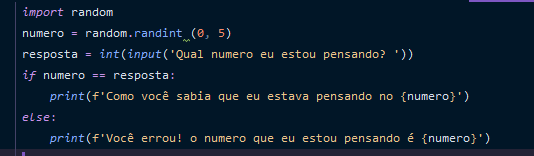 import random
numero = random.randint (0, 5)
resposta = int(input('Qual numero eu estou pensando? '))
if numero == resposta:
    print(f'Como você sabia que eu estava pensando no {numero}')
else:
    print(f'Você errou! o numero que eu estou pensando é {numero}')